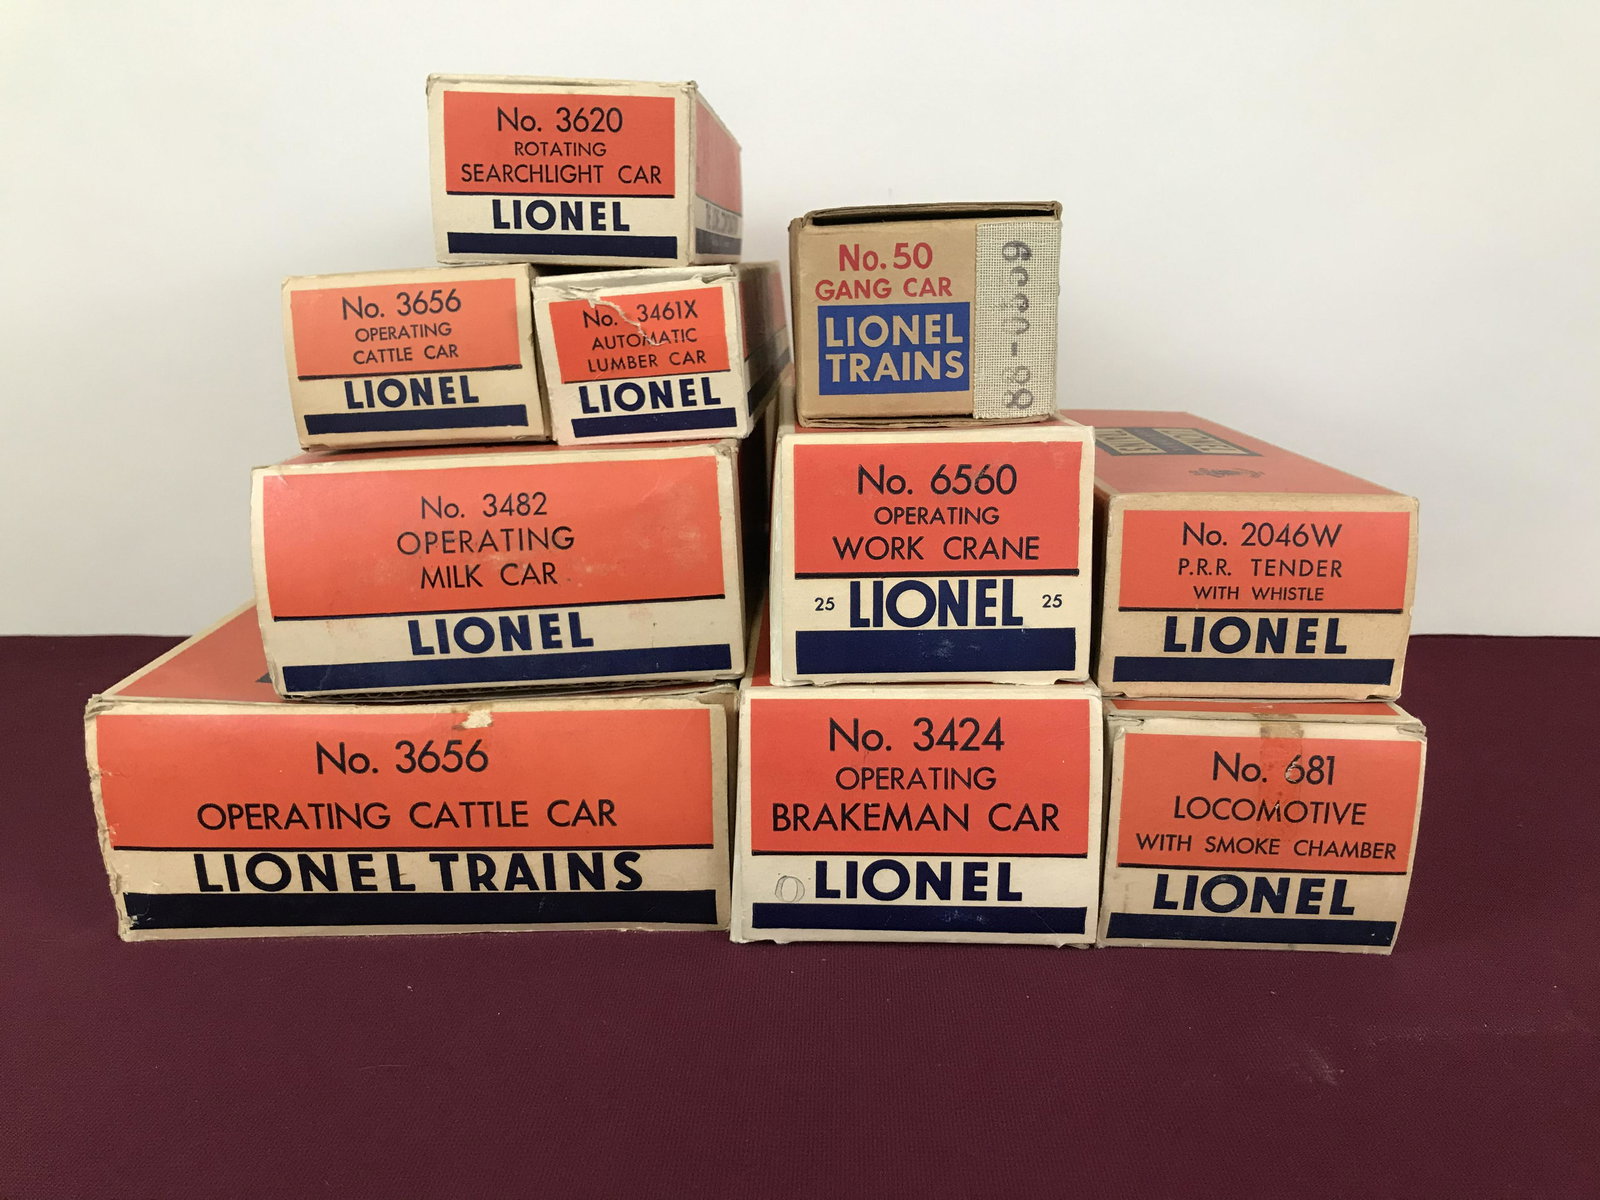 No. 3620
ROTATING
SEARCHLIGHT CAR
LIONEL
No. 3656
OPERATING
CATTLE CAR
LIONEL
No. 3461X
AUTOMATIC
LUMBER CAR
LIONEL
No. 50
GANG CAR
LIONEL
TRAINS
No. 3482
OPERATING
MILK CAR
LIONEL
No. 6560
OPERATING
WORK CRANE
25 LIONEL 25
No. 2046W
P.R.R. TENDER
WITH WHISTLE
LIONEL
No. 3656
OPERATING CATTLE CAR
LIONEL TRAINS
No. 3424
OPERATING
BRAKEMAN CAR
O LIONEL
No. 681
LOCOMOTIVE
WITH SMOKE CHAMBER
LIONEL